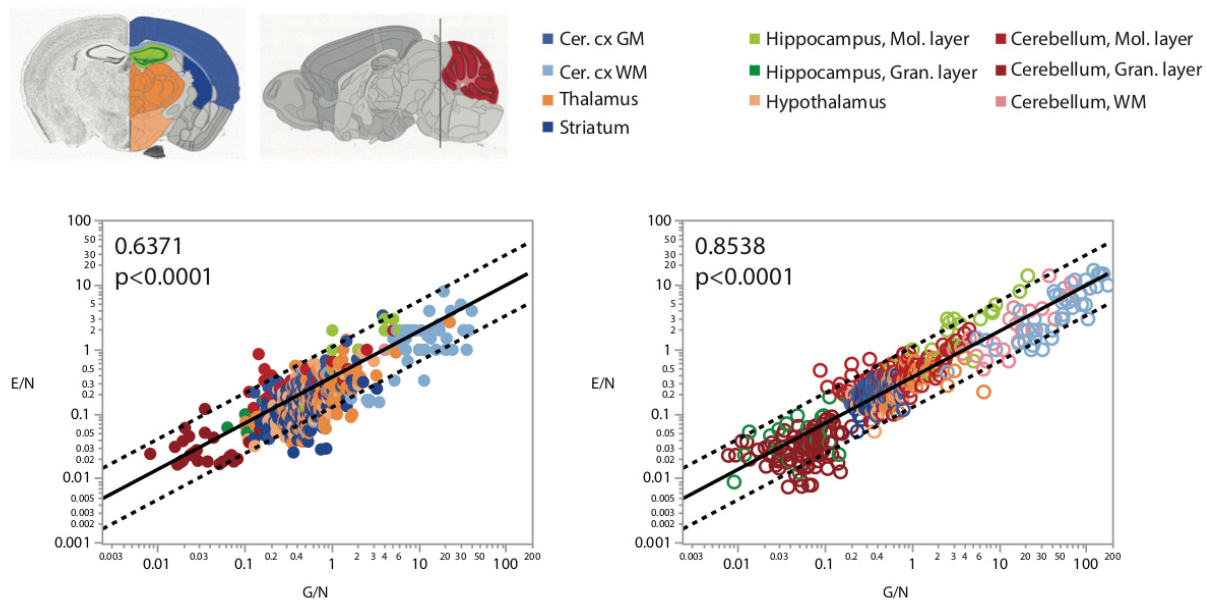 Cer. cx GM
Cer. cx WM
Thalamus
Striatum
Hippocampus, Mol. layer
Hippocampus, Gran. layer
Hypothalamus
Cerebellum, Mol. layer
Cerebellum, Gran. layer
Cerebellum, WM
0.6371
p<0.0001
E/N
100
50
30
20
10
5
3
2
1
0.5
0.3
0.2
0.1
0.05
0.03
0.02
0.01
0.005
0.003
0.002
0.001
0.003 0.01 0.03 0.1 0.2 0.4 1 2 3 4 6 10 20 30 50 100 200
G/N
0.8538
p<0.0001
E/N
100
50
30
20
10
5
3
2
1
0.5
0.3
0.2
0.1
0.05
0.03
0.02
0.01
0.005
0.003
0.002
0.001
0.003 0.01 0.03 0.1 0.2 0.4 1 2 3 4 6 10 20 30 50 100 200
G/N